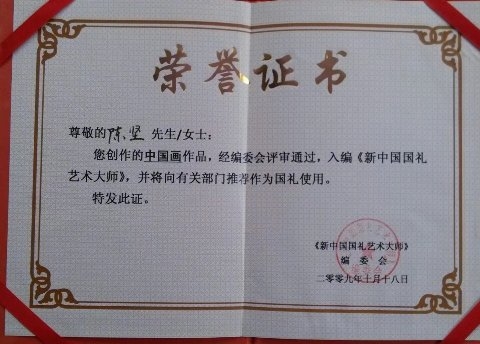 荣誉证书
尊敬的陈坚 先生/女士：
您创作的中国画作品，经编委会评审通过，入编《新中国国礼
艺术大师》，并将向有关部门推荐作为国礼使用。
特发此证。
《新中国国礼艺术大师》
编 委 会
二零零九年十月十八日